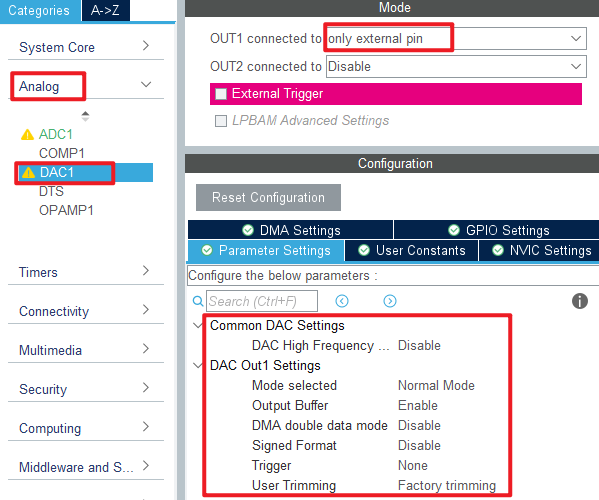 Categories A->Z
System Core
Analog
ADC1
COMP1
DAC1
DTS
OPAMP1
Timers
Connectivity
Multimedia
Security
Computing
Middleware and S...
Mode
OUT1 connected to only external pin
OUT2 connected to Disable
External Trigger
LPBAM Advanced Settings
Configuration
Reset Configuration
DMA Settings GPIO Settings
Parameter Settings User Constants NVIC Settings
Configure the below parameters :
Search (Ctrl+F)
Common DAC Settings
DAC High Frequency ... Disable
DAC Out1 Settings
Mode selected Normal Mode
Output Buffer Enable
DMA double data mode Disable
Signed Format Disable
Trigger None
User Trimming Factory trimming